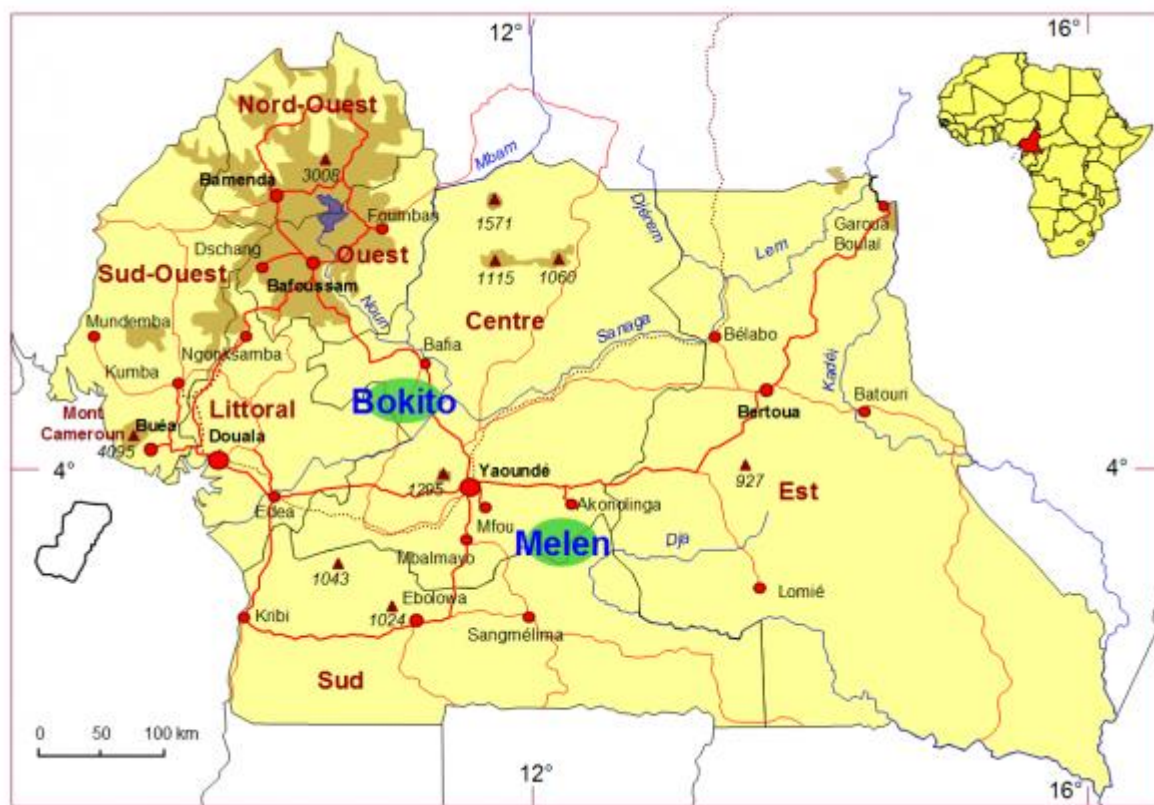 12°
16°
Nord-Ouest
3008
Bamenda
Mbam
1571
Foumban
Djérem
Garoua
Boulaï
Dschang
Ouest
Lem
Sud-Ouest
1115
1060
Bafoussam
Noun
Centre
Sanaga
Mundemba
Bélabo
Ngonksamba
Bafia
Kadéï
Kumba
Bokito
Bertoua
Batouri
Littoral
Mont
Cameroun
Buéa
4095
Douala
4°
4°
Yaoundé
1295
927
Est
Edea
Akonolinga
Mfou
Melen
Dja
Mbalmayo
1043
Ebolowa
1024
Lomié
Kribi
Sangmélima
Sud
0
50
100 km
12°
16°